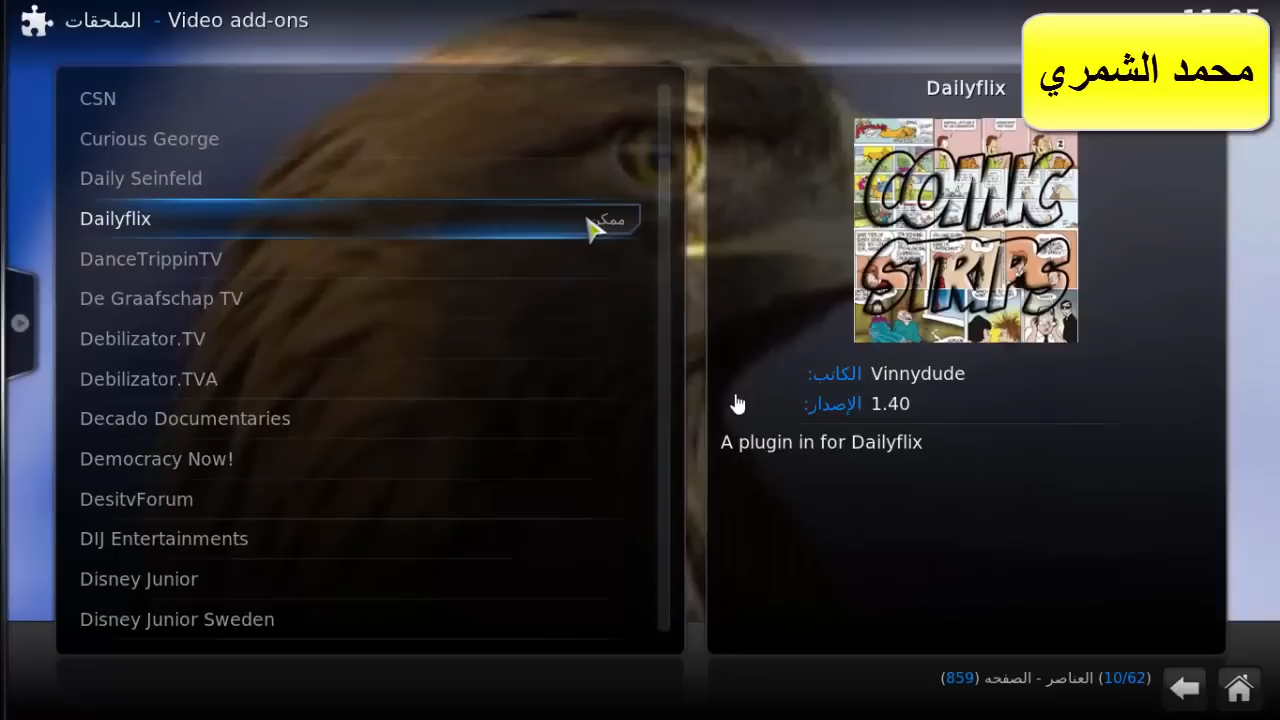 الملحقات - Video add-ons
محمد الشمري
CSN
Curious George
Daily Seinfeld
Dailyflix ممكن
DanceTrippinTV
De Graafschap TV
Debilizator.TV
Debilizator.TVA
Decado Documentaries
Democracy Now!
DesitvForum
DIJ Entertainments
Disney Junior
Disney Junior Sweden
Dailyflix
COMIC
STRIPS
الكاتب: Vinnydude
الإصدار: 1.40
A plugin in for Dailyflix
(859) العناصر - الصفحه (10/62)